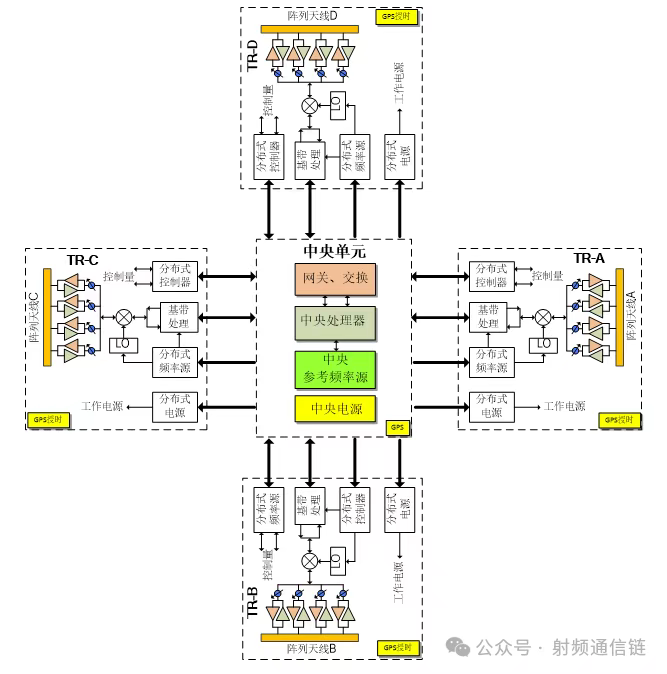 阵列天线D
GPS授时
TR-D
控制量
LO
工作电源
分布式
控制器
基带
处理
分布式
频率源
分布式
电源
TR-C
控制量
分布式
控制器
阵列天线C
基带
处理
LO
分布式
频率源
工作电源
分布式
电源
GPS授时
中央单元
网关、交换
中央处理器
中央
参考频率源
中央电源
GPS
TR-A
分布式
控制器
控制量
基带
处理
阵列天线A
LO
分布式
频率源
分布式
电源
工作电源
GPS授时
分布式
频率源
基带
处理
分布式
控制器
分布式
电源
控制量
LO
工作电源
TR-B
阵列天线B
GPS授时
公众号 · 射频通信链